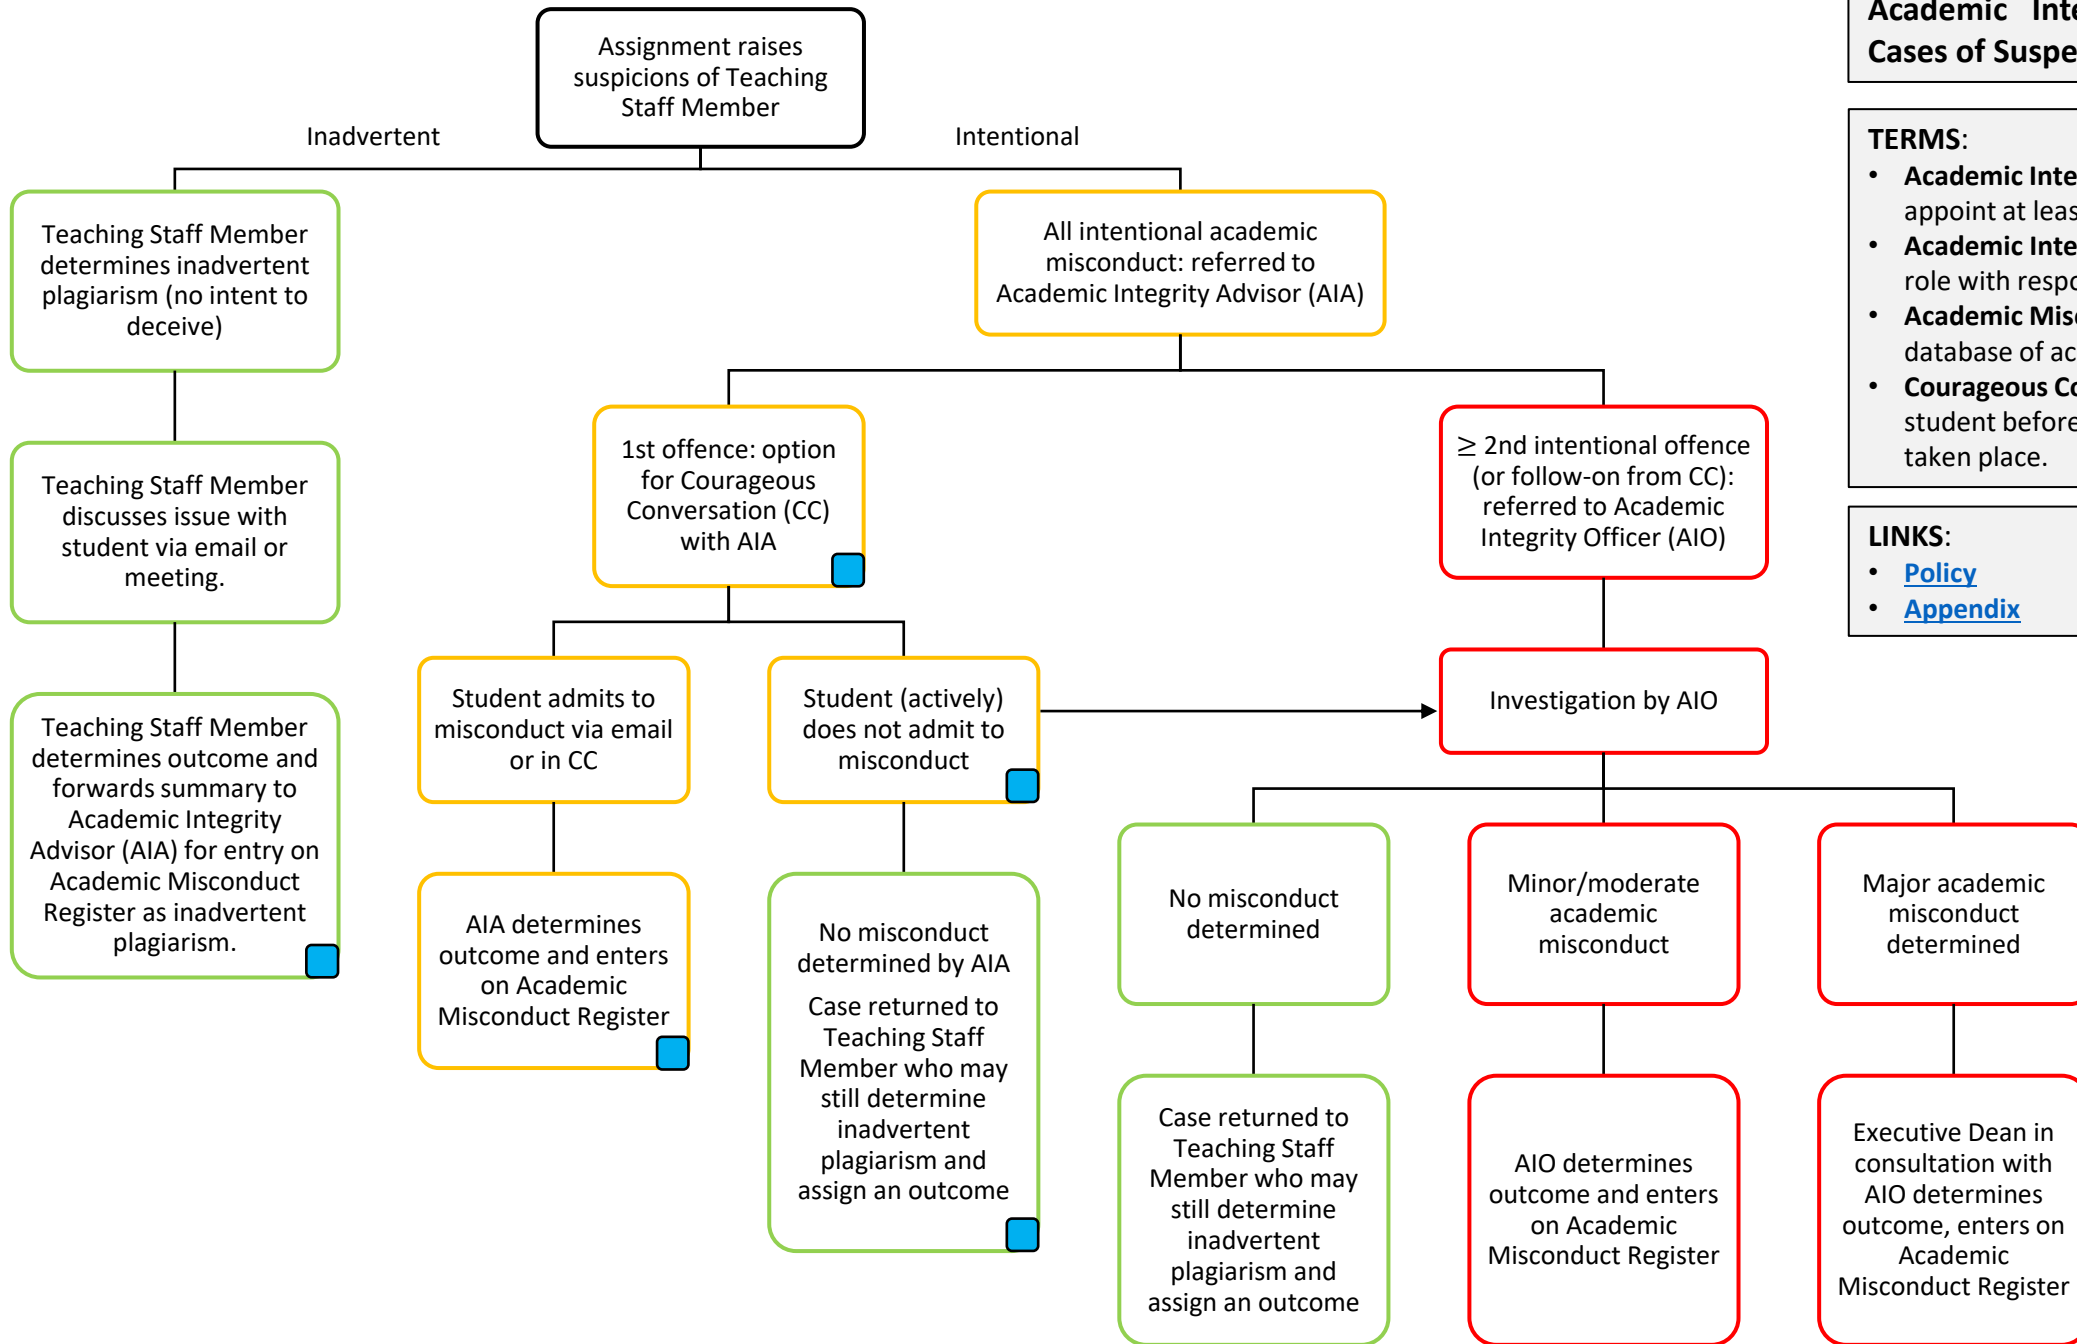 Assignment raises
suspicions of Teaching
Staff Member
Inadvertent
Intentional
Teaching Staff Member
determines inadvertent
plagiarism (no intent to
deceive)
All intentional academic
misconduct: referred to
Academic Integrity Advisor (AIA)
Teaching Staff Member
discusses issue with
student via email or
meeting.
1st offence: option
for Courageous
Conversation (CC)
with AIA
≥ 2nd intentional offence
(or follow-on from CC):
referred to Academic
Integrity Officer (AIO)
Teaching Staff Member
determines outcome and
forwards summary to
Academic Integrity
Advisor (AIA) for entry on
Academic Misconduct
Register as inadvertent
plagiarism.
Student admits to
misconduct via email
or in CC
Student (actively)
does not admit to
misconduct
Investigation by AIO
AIA determines
outcome and enters
on Academic
Misconduct Register
No misconduct
determined by AIA
Case returned to
Teaching Staff
Member who may
still determine
inadvertent
plagiarism and
assign an outcome
No misconduct
determined
Minor/moderate
academic
misconduct
Major academic
misconduct
determined
Case returned to
Teaching Staff
Member who may
still determine
inadvertent
plagiarism and
assign an outcome
AIO determines
outcome and enters
on Academic
Misconduct Register
Executive Dean in
consultation with
AIO determines
outcome, enters on
Academic
Misconduct Register
Academic
Cases of
TERMS:
• Academic
appoint at
• Academic
role with
• Academic
database of
• Courageous
student before
taken place.
LINKS:
• Policy
• Appendix